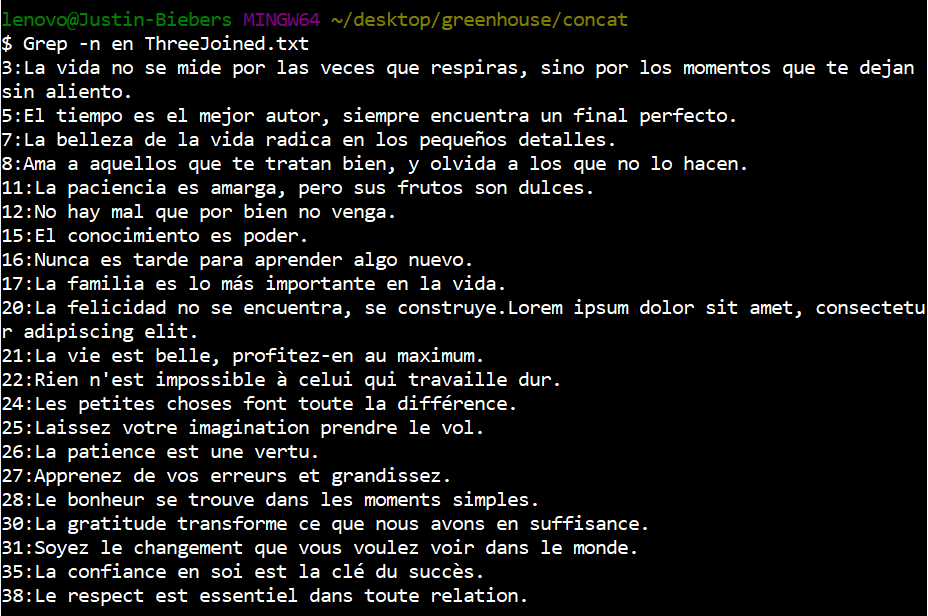 lenovo@Justin-Biebers MINGW64 ~/desktop/greenhouse/concat
$ Grep -n en ThreeJoined.txt
3:La vida no se mide por las veces que respiras, sino por los momentos que te dejan
sin aliento.
5:El tiempo es el mejor autor, siempre encuentra un final perfecto.
7:La belleza de la vida radica en los pequeños detalles.
8:Ama a aquellos que te tratan bien, y olvida a los que no lo hacen.
11:La paciencia es amarga, pero sus frutos son dulces.
12:No hay mal que por bien no venga.
15:El conocimiento es poder.
16:Nunca es tarde para aprender algo nuevo.
17:La familia es lo más importante en la vida.
20:La felicidad no se encuentra, se construye.Lorem ipsum dolor sit amet, consectetu
r adipiscing elit.
21:La vie est belle, profitez-en au maximum.
22:Rien n'est impossible à celui qui travaille dur.
24:Les petites choses font toute la différence.
25:Laissez votre imagination prendre le vol.
26:La patience est une vertu.
27:Apprenez de vos erreurs et grandissez.
28:Le bonheur se trouve dans les moments simples.
30:La gratitude transforme ce que nous avons en suffisance.
31:Soyez le changement que vous voulez voir dans le monde.
35:La confiance en soi est la clé du succès.
38:Le respect est essentiel dans toute relation.